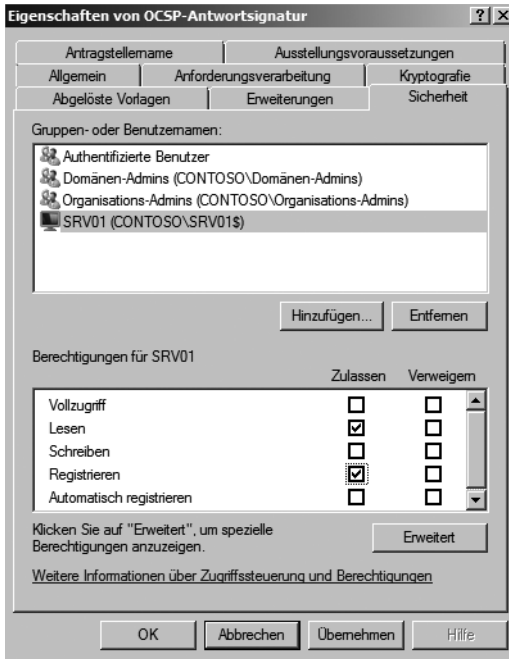 Eigenschaften von OCSP-Antwortsignatur
Antragstellername Ausstellungsvoraussetzungen
Allgemein Anforderungsverarbeitung Kryptografie
Abgelöste Vorlagen Erweiterungen Sicherheit
Gruppen- oder Benutzernamen:
Authentifizierte Benutzer
Domänen-Admins (CONTOSO\Domänen-Admins)
Organisations-Admins (CONTOSO\Organisations-Admins)
SRV01 (CONTOSO\SRV01$)
Hinzufügen... Entfernen
Berechtigungen für SRV01
Zulassen Verweigern
Vollzugriff
Lesen
Schreiben
Registrieren
Automatisch registrieren
Klicken Sie auf "Erweitert", um spezielle
Berechtigungen anzuzeigen.
Erweitert
Weitere Informationen über Zugriffssteuerung und Berechtigungen
OK Abbrechen Übernehmen Hilfe